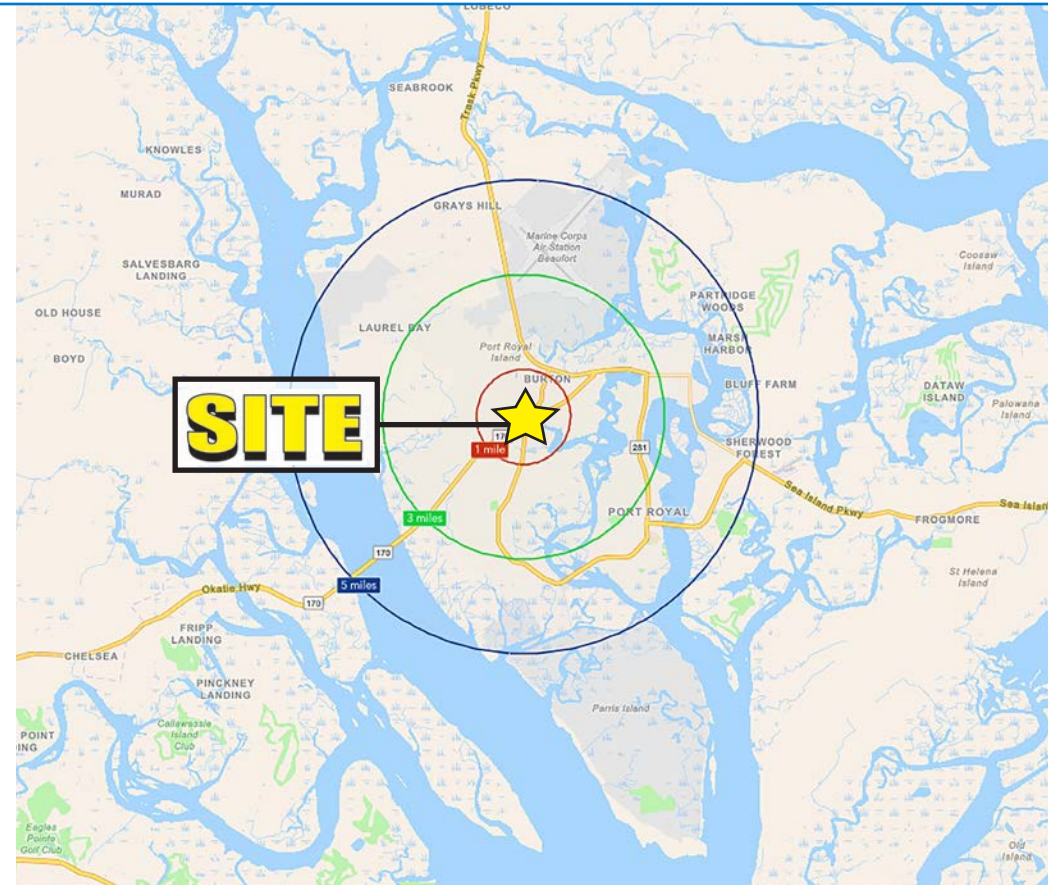 LOBECO
SEABROOK
Trask Pkwy
KNOWLES
MURAD
GRAYS HILL
Marine Corps
Air Station
Beaufort
SALVESBARG
LANDING
Coosaw
Island
PARTRIDGE
WOODS
OLD HOUSE
LAUREL BAY
MARSH
HARBOR
Port Royal
Island
BOYD
BURTON
BLUFF FARM
DATAW
ISLAND
Palowana
Island
SITE
1 mile
281
SHERWOOD
FOREST
Sea Island Pkwy
3 miles
PORT ROYAL
FROGMORE
170
St Helena
Island
5 miles
Okatie Hwy
170
FRIPP
LANDING
CHELSEA
PINCKNEY
LANDING
Parris Island
Callawassie
Island
Club
POINT
Eagles
Pointe
Golf Club
Old
Island